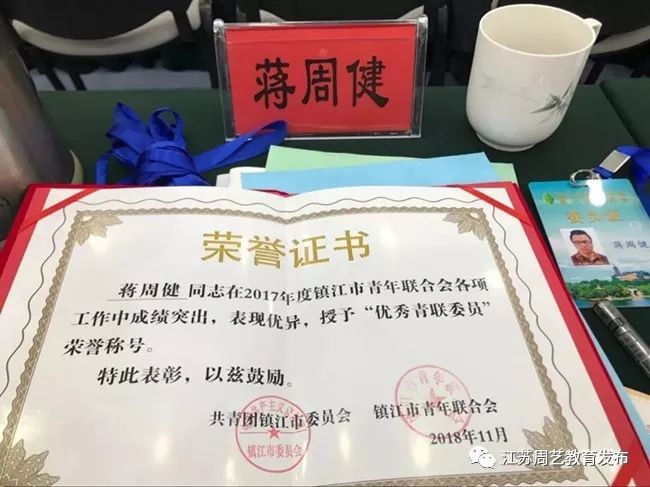 蒋周健
荣誉证书
蒋周健同志在2017年度镇江市青年联合会各项
工作中成绩突出，表现优异，授予“优秀青联委员”
荣誉称号。
特此表彰，以兹鼓励。
共青团镇江市委员会 镇江市青年联合会
2018年11月
镇江市委员会
蒋周健
江苏周艺教育发布